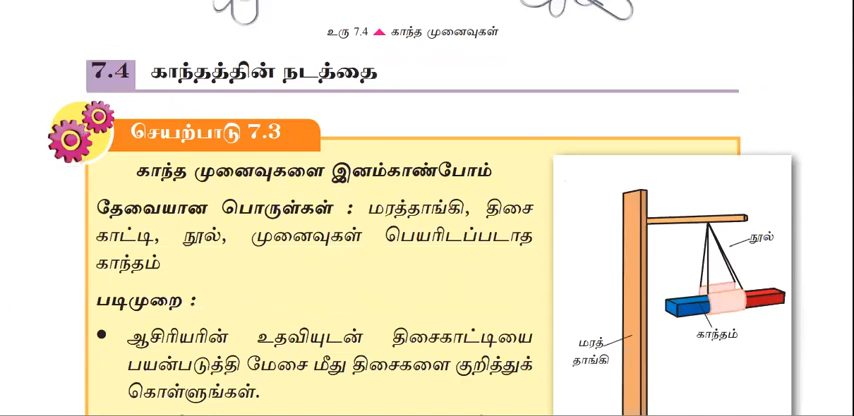 உரு 7.4 ▲ காந்த முனைவுகள்
7.4 காந்தத்தின் நடத்தை
செயற்பாடு 7.3
காந்த முனைவுகளை இனம்காண்போம்
தேவையான பொருள்கள் : மரத்தாங்கி, திசை
காட்டி, நூல், முனைவுகள் பெயரிடப்படாத
காந்தம்
படிமுறை :
• ஆசிரியரின் உதவியுடன் திசைகாட்டியை
பயன்படுத்தி மேசை மீது திசைகளை குறித்துக்
கொள்ளுங்கள்.
நூல்
காந்தம்
மரத்
தாங்கி